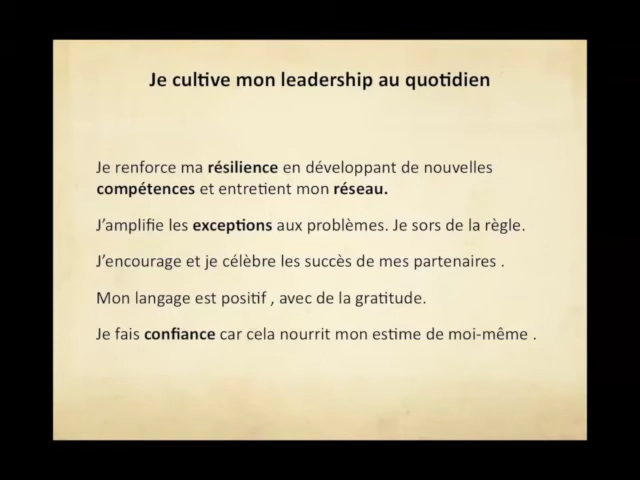 Je cultive mon leadership au quotidien
Je renforce ma résilience en développant de nouvelles
compétences et entretient mon réseau.
J'amplifie les exceptions aux problèmes. Je sors de la règle.
J'encourage et je célèbre les succès de mes partenaires .
Mon langage est positif , avec de la gratitude.
Je fais confiance car cela nourrit mon estime de moi-même .